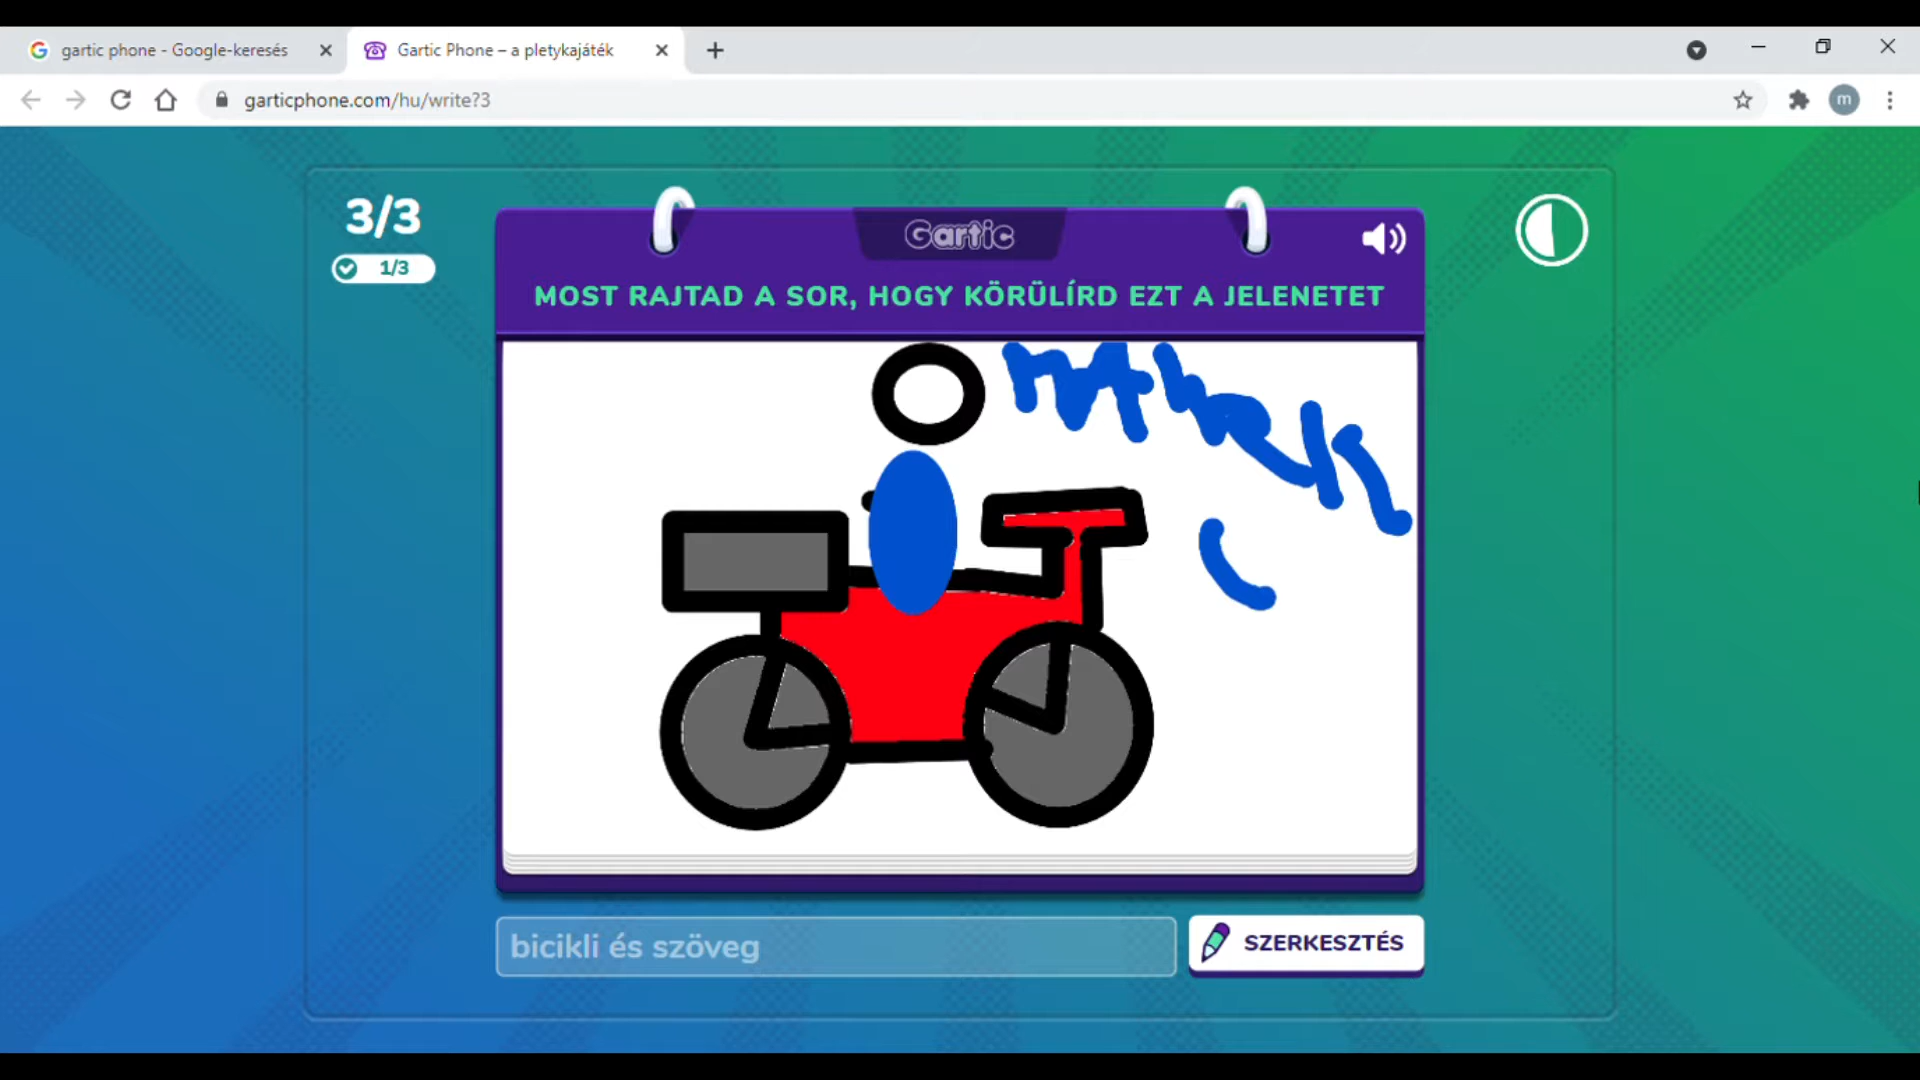 gartic phone - Google-keresés
Gartic Phone – a pletykajáték
garticphone.com/hu/write?3
m
3/3
1/3
Gartic
MOST RAJTAD A SOR, HOGY KÖRÜLÍRD EZT A JELENETET
bicikli és szöveg
SZERKESZTÉS